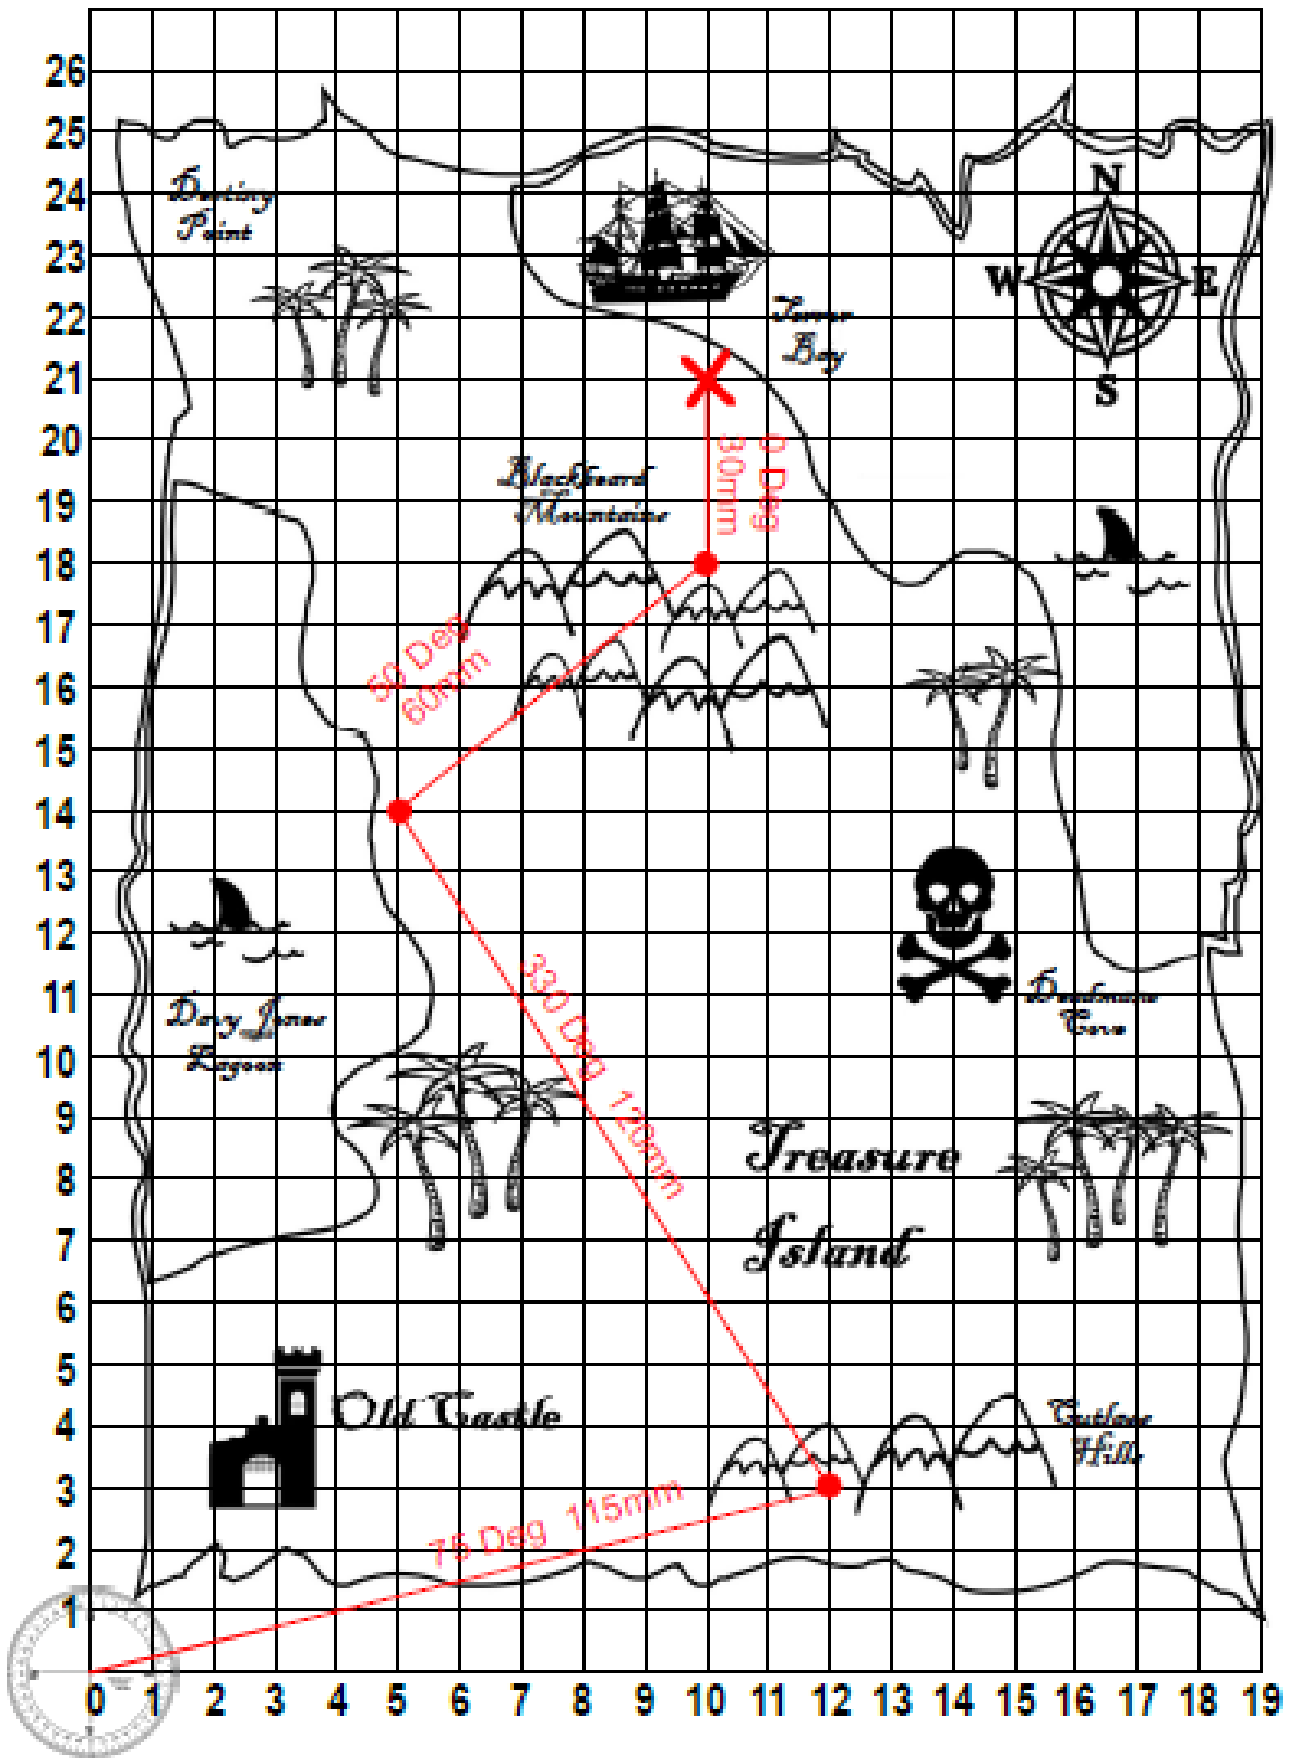 26
25
24
23
22
21
20
19
18
17
16
15
14
13
12
11
10
9
8
7
6
5
4
3
2
1
Destiny
Point
N
W E
S
Terror
Bay
0 Deg
30mm
Blackbeard
Mountains
50 Deg
60mm
330 Deg 120mm
Davy Jones
Lagoon
Deadmans
Cove
Treasure
Island
Old Castle
Cutlass
Hills
75 Deg 115mm
0 1 2 3 4 5 6 7 8 9 10 11 12 13 14 15 16 17 18 19